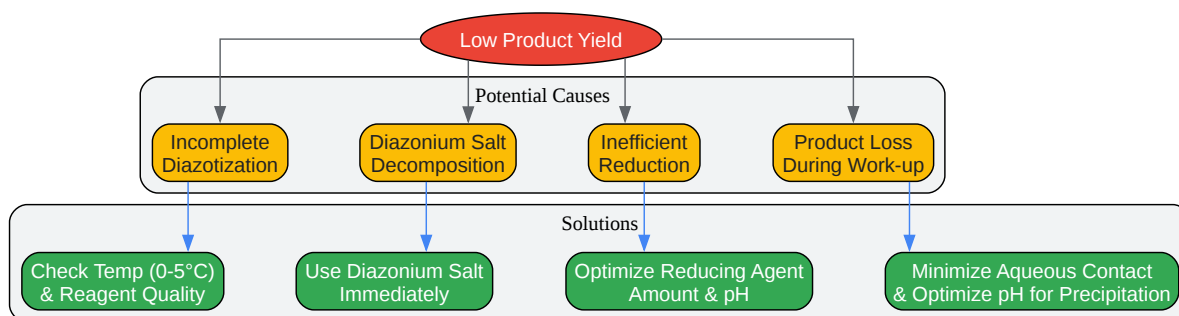 Low Product Yield
Potential Causes
Incomplete
Diazotization
Diazonium Salt
Decomposition
Inefficient
Reduction
Product Loss
During Work-up
Solutions
Check Temp (0-5°C)
& Reagent Quality
Use Diazonium Salt
Immediately
Optimize Reducing Agent
Amount & pH
Minimize Aqueous Contact
& Optimize pH for Precipitation